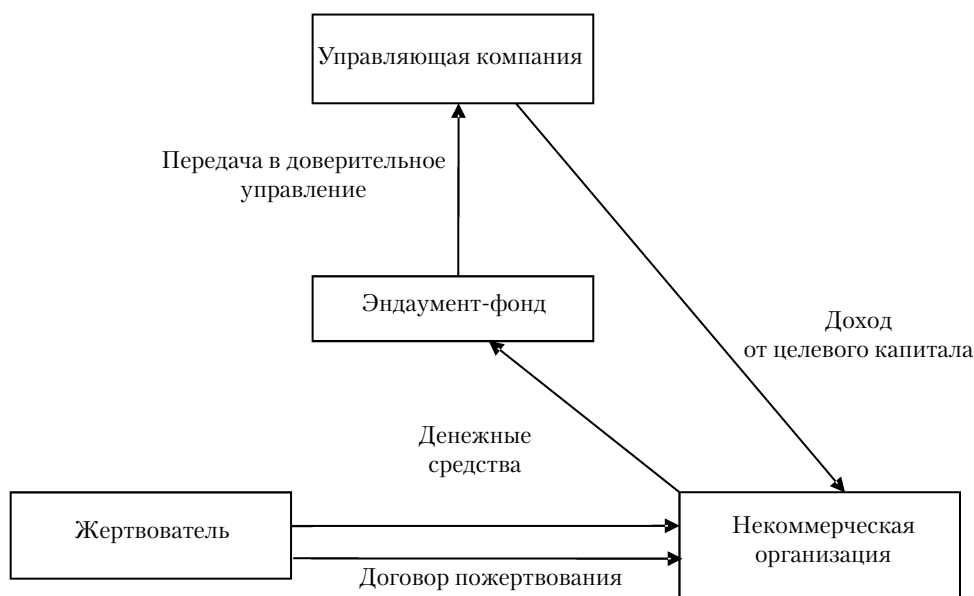 Управляющая компания
Передача в доверительное
управление
Эндаумент-фонд
Доход
от целевого капитала
Денежные
средства
Жертвователь
Некоммерческая
организация
Договор пожертвования